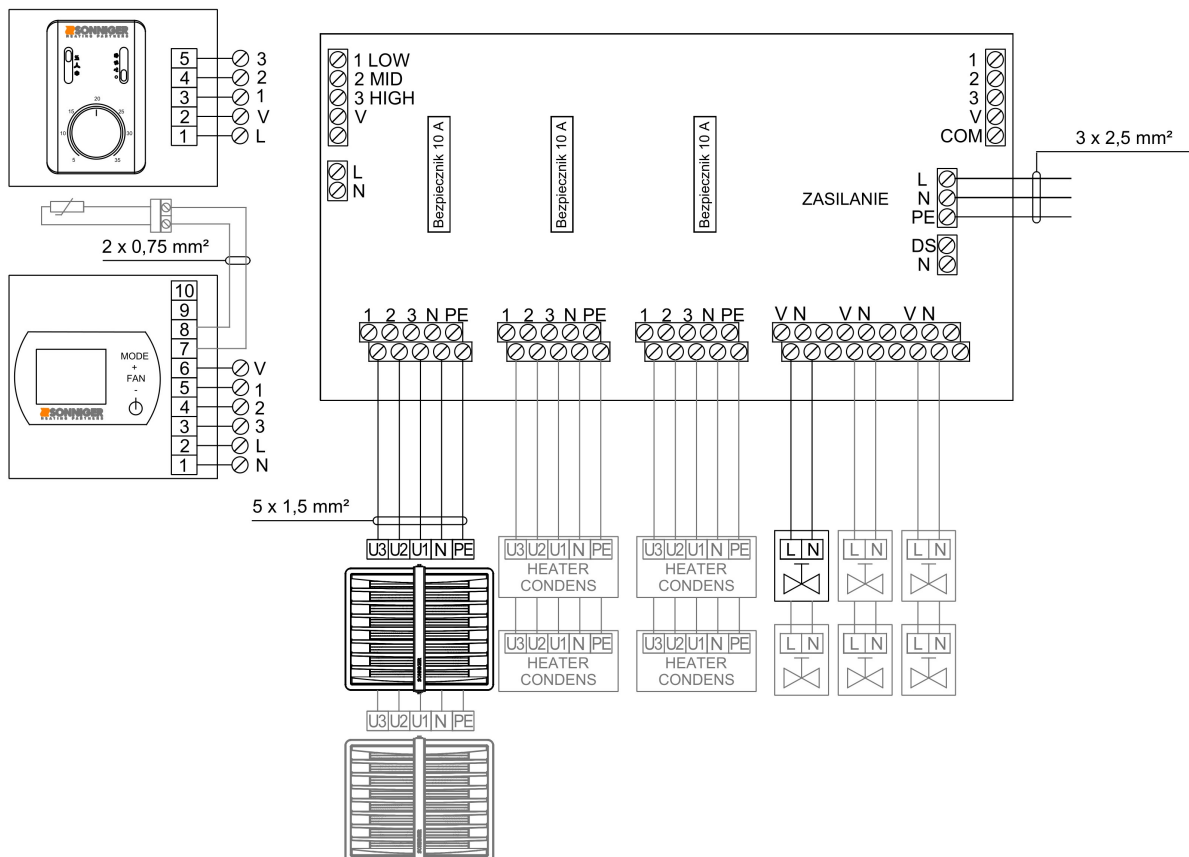 SONNIGER
HEATING PARTNERS
20
15
25
10
30
5
35
5 3
4 2
3 1
2 V
1 L
2 x 0,75 mm²
10
9
8
7
6 V
5 1
4 2
3 3
2 L
1 N
MODE
+
FAN
-
SONNIGER
HEATING PARTNERS
1 LOW
2 MID
3 HIGH
V
L
N
Bezpiecznik 10 A
Bezpiecznik 10 A
Bezpiecznik 10 A
1
2
3
V
COM
ZASILANIE
L
N
PE
DS
N
3 x 2,5 mm²
1 2 3 N PE
1 2 3 N PE
1 2 3 N PE
V N
V N
V N
5 x 1,5 mm²
U3 U2 U1 N PE
SONNIGER
U3 U2 U1 N PE
SONNIGER
U3 U2 U1 N PE
HEATER
CONDENS
U3 U2 U1 N PE
HEATER
CONDENS
U3 U2 U1 N PE
HEATER
CONDENS
U3 U2 U1 N PE
HEATER
CONDENS
L N
L N
L N
L N
L N
L N